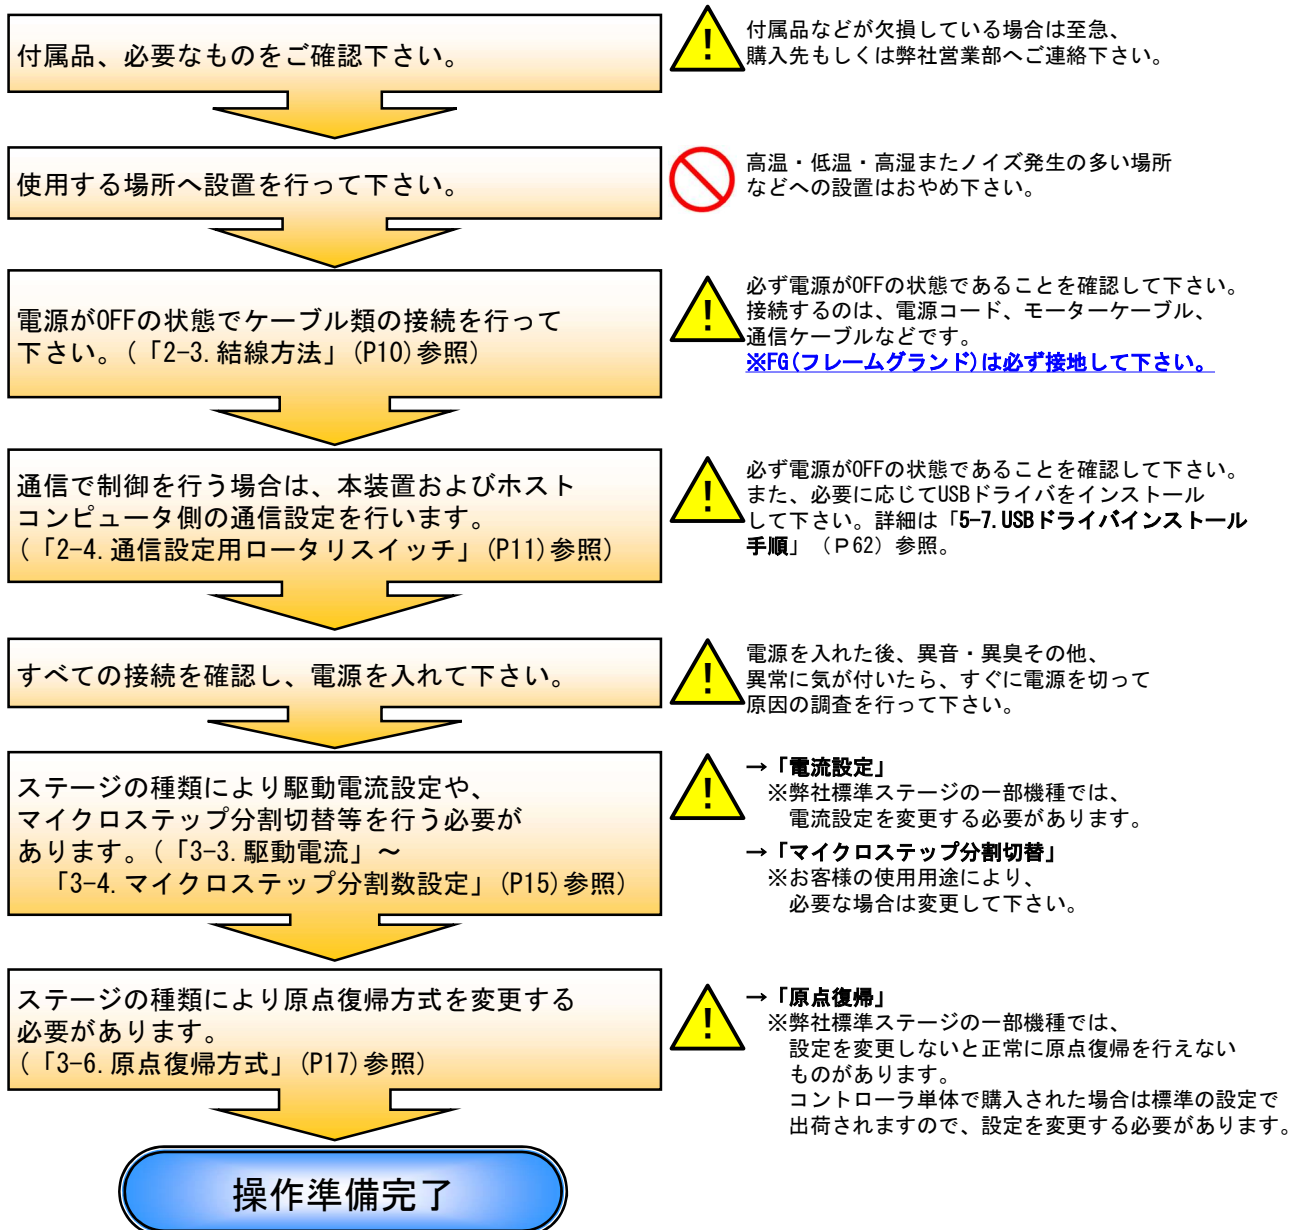 付属品、必要なものをご確認下さい。
付属品などが欠損している場合は至急、
購入先もしくは弊社営業部へご連絡下さい。
使用する場所へ設置を行って下さい。
高温・低温・高湿またノイズ発生の多い場所
などへの設置はおやめ下さい。
電源がOFFの状態でケーブル類の接続を行って
下さい。(「2-3.結線方法」(P10)参照)
必ず電源がOFFの状態であることを確認して下さい。
接続するのは、電源コード、モーターケーブル、
通信ケーブルなどです。
※FG(フレームグランド)は必ず接地して下さい。
通信で制御を行う場合は、本装置およびホスト
コンピュータ側の通信設定を行います。
(「2-4.通信設定用ロータリスイッチ」(P11)参照)
必ず電源がOFFの状態であることを確認して下さい。
また、必要に応じてUSBドライバをインストール
して下さい。詳細は「5-7.USBドライバインストール
手順」（Ｐ62）参照。
すべての接続を確認し、電源を入れて下さい。
電源を入れた後、異音・異臭その他、
異常に気が付いたら、すぐに電源を切って
原因の調査を行って下さい。
ステージの種類により駆動電流設定や、
マイクロステップ分割切替等を行う必要が
あります。(「3-3.駆動電流」～
「3-4.マイクロステップ分割数設定」(P15)参照)
→「電流設定」
※弊社標準ステージの一部機種では、
電流設定を変更する必要があります。
→「マイクロステップ分割切替」
※お客様の使用用途により、
必要な場合は変更して下さい。
ステージの種類により原点復帰方式を変更する
必要があります。
(「3-6.原点復帰方式」(P17)参照)
→「原点復帰」
※弊社標準ステージの一部機種では、
設定を変更しないと正常に原点復帰を行えない
ものがあります。
コントローラ単体で購入された場合は標準の設定で
出荷されますので、設定を変更する必要があります。
操作準備完了